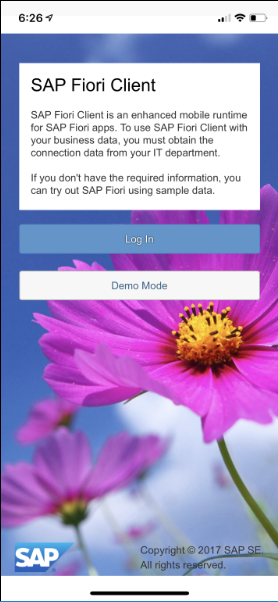 6:26
SAP Fiori Client
SAP Fiori Client is an enhanced mobile runtime
for SAP Fiori apps. To use SAP Fiori Client with
your business data, you must obtain the
connection data from your IT department.
If you don't have the required information, you
can try out SAP Fiori using sample data.
Log In
Demo Mode
SAP
Copyright © 2017 SAP SE.
All rights reserved.